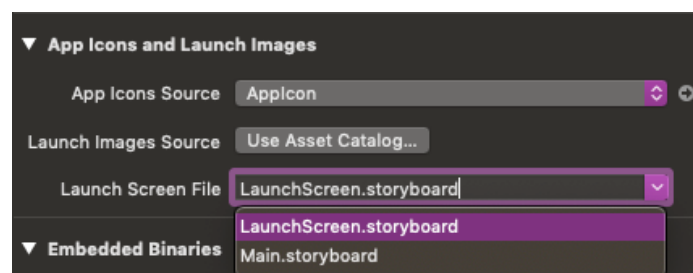 App Icons and Launch Images
App Icons Source AppIcon
Launch Images Source Use Asset Catalog...
Launch Screen File LaunchScreen.storyboard
LaunchScreen.storyboard
Embedded Binaries Main.storyboard